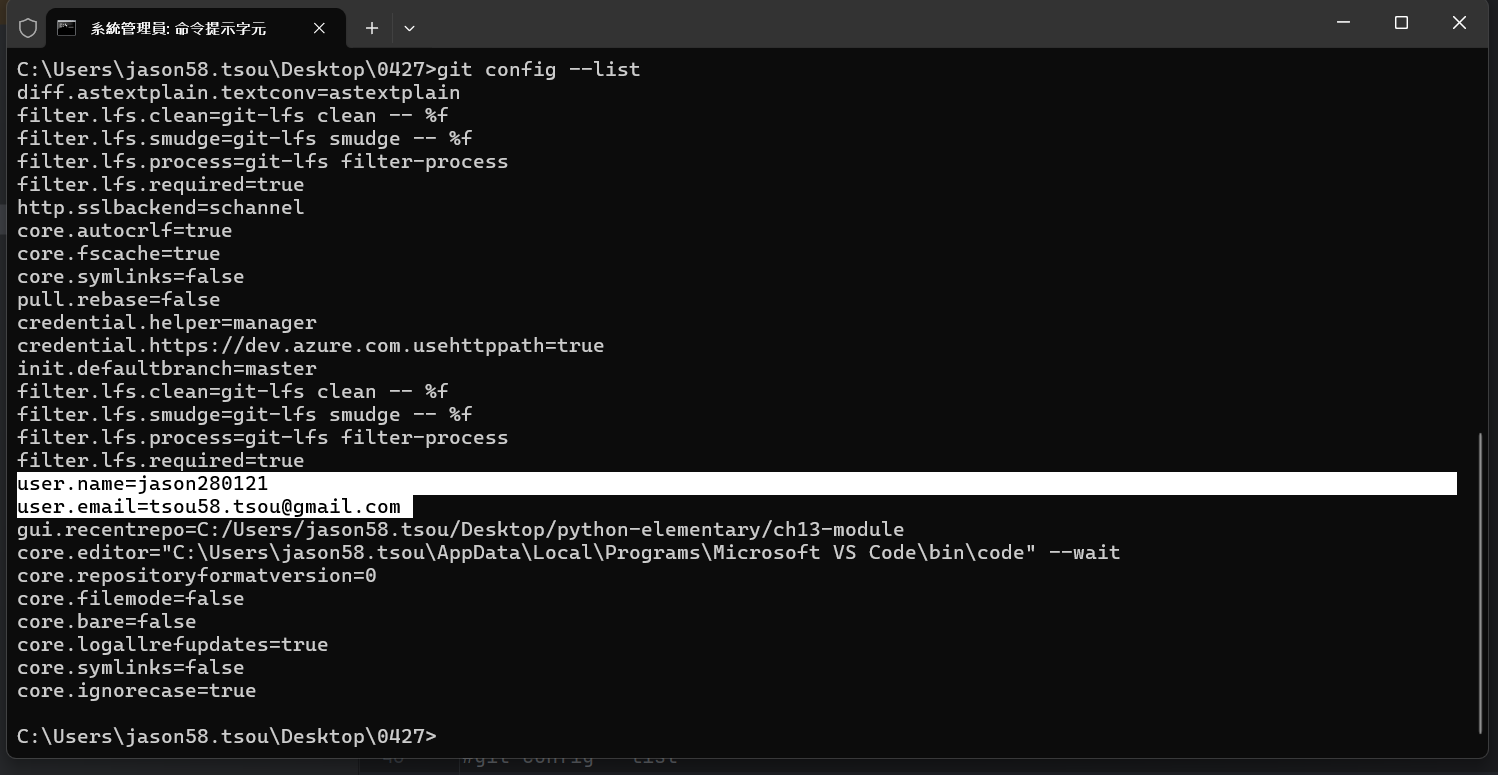 系統管理員: 命令提示字元
C:\Users\jason58.tsou\Desktop\0427>git config --list
diff.astextplain.textconv=astextplain
filter.lfs.clean=git-lfs clean -- %f
filter.lfs.smudge=git-lfs smudge -- %f
filter.lfs.process=git-lfs filter-process
filter.lfs.required=true
http.sslbackend=schannel
core.autocrlf=true
core.fscache=true
core.symlinks=false
pull.rebase=false
credential.helper=manager
credential.https://dev.azure.com.usehttppath=true
init.defaultbranch=master
filter.lfs.clean=git-lfs clean -- %f
filter.lfs.smudge=git-lfs smudge -- %f
filter.lfs.process=git-lfs filter-process
filter.lfs.required=true
user.name=jason280121
user.email=tsou58.tsou@gmail.com
gui.recentrepo=C:/Users/jason58.tsou/Desktop/python-elementary/ch13-module
core.editor="C:\Users\jason58.tsou\AppData\Local\Programs\Microsoft VS Code\bin\code" --wait
core.repositoryformatversion=0
core.filemode=false
core.bare=false
core.logallrefupdates=true
core.symlinks=false
core.ignorecase=true
C:\Users\jason58.tsou\Desktop\0427>